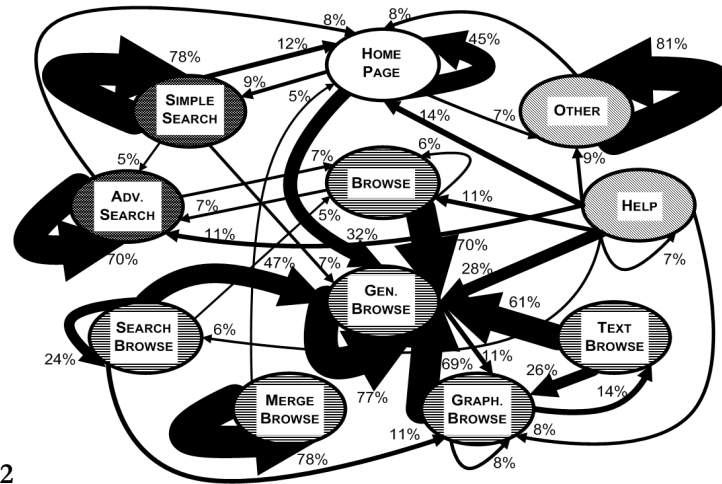 8%
8%
78%
12%
HOME
PAGE
45%
81%
9%
5%
SIMPLE
SEARCH
14%
7%
OTHER
5%
7%
6%
9%
BROWSE
ADV.
SEARCH
7%
5%
11%
HELP
70%
11%
32%
70%
7%
47%
7%
GEN.
BROWSE
28%
61%
SEARCH
BROWSE
6%
TEXT
BROWSE
24%
69%
11%
26%
77%
14%
MERGE
BROWSE
GRAPH.
BROWSE
11%
8%
78%
8%
2